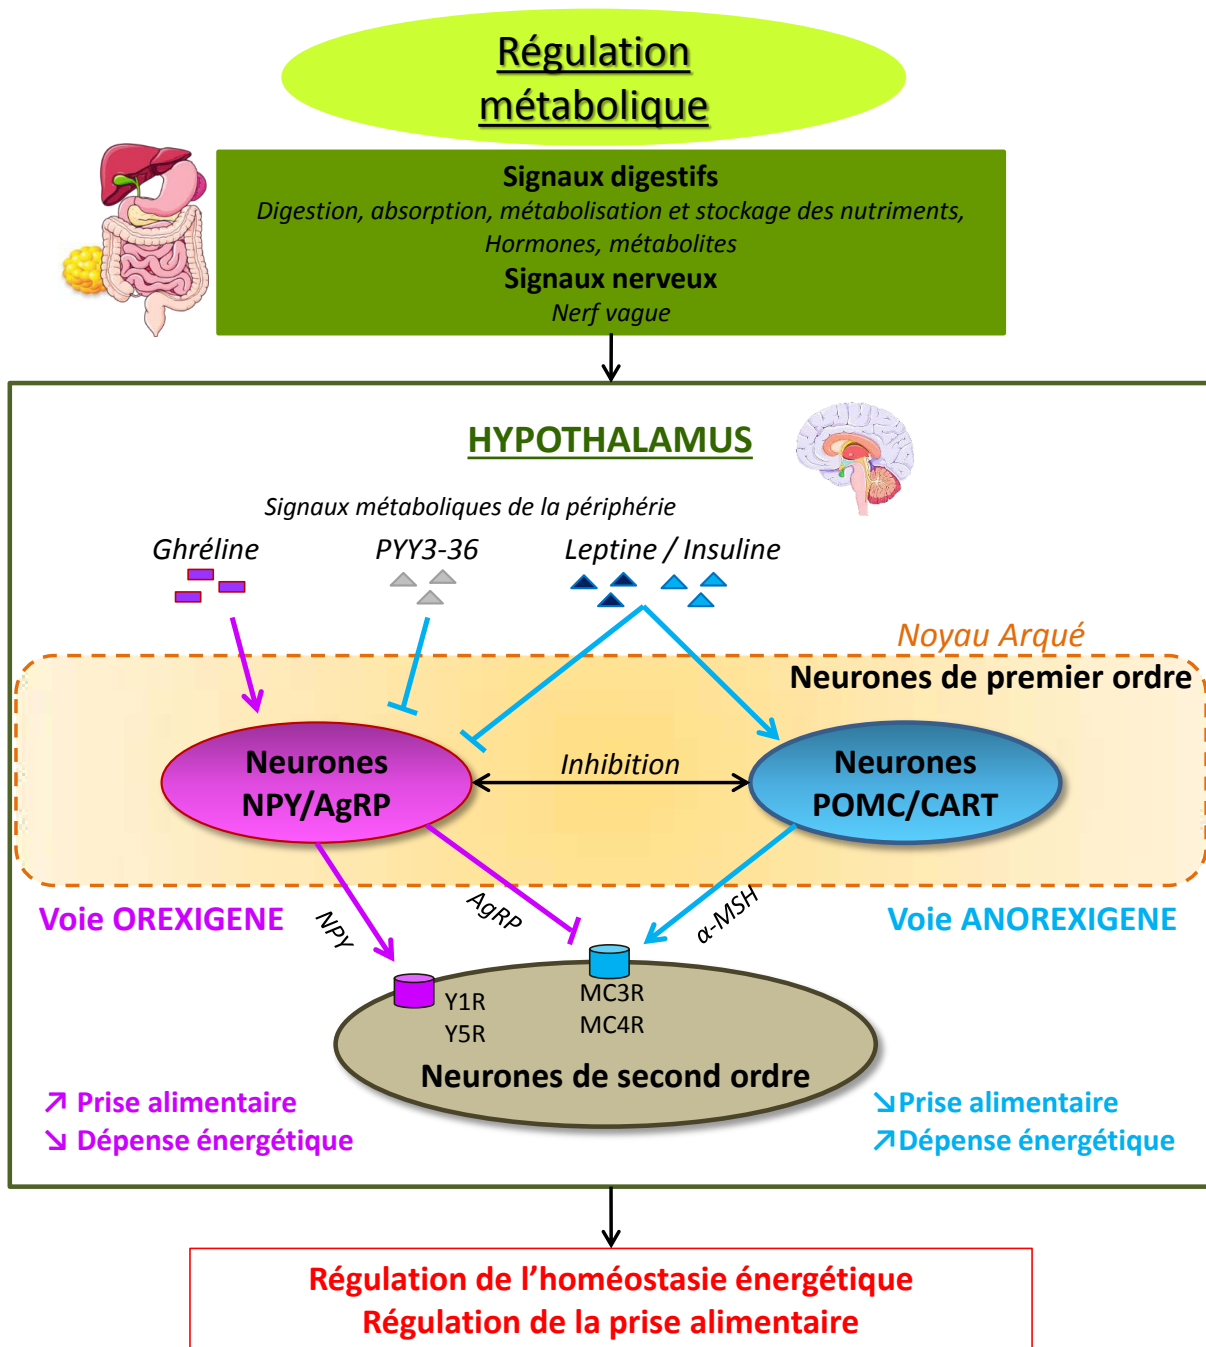 Régulation
métabolique
Signaux digestifs
Digestion, absorption, métabolisation et stockage des nutriments,
Hormones, métabolites
Signaux nerveux
Nerf vague
HYPOTHALAMUS
Signaux métaboliques de la périphérie
Ghréline
PYY3-36
Leptine / Insuline
Noyau Arqué
Neurones de premier ordre
Neurones
NPY/AgRP
Inhibition
Neurones
POMC/CART
Voie OREXIGENE
NPY
AgRP
α-MSH
Voie ANOREXIGENE
Y1R
Y5R
MC3R
MC4R
Neurones de second ordre
↗ Prise alimentaire
↘ Dépense énergétique
↘Prise alimentaire
↗Dépense énergétique
Régulation de l’homéostasie énergétique
Régulation de la prise alimentaire